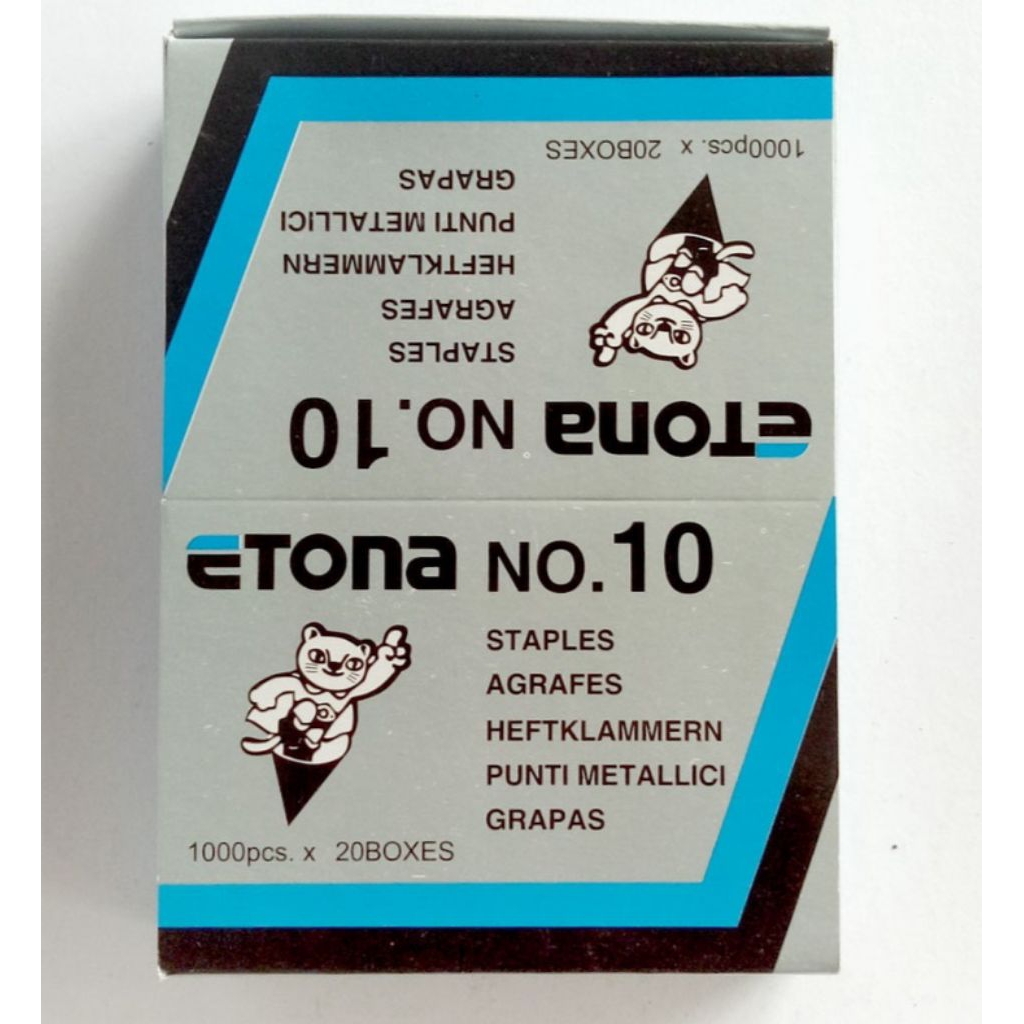 1000pcs. x 20BOXES
GRAPAS
PUNTI METALLICI
HEFTKLAMMERN
AGRAFES
STAPLES
eTona NO.10
eTona NO.10
STAPLES
AGRAFES
HEFTKLAMMERN
PUNTI METALLICI
GRAPAS
1000pcs. x 20BOXES